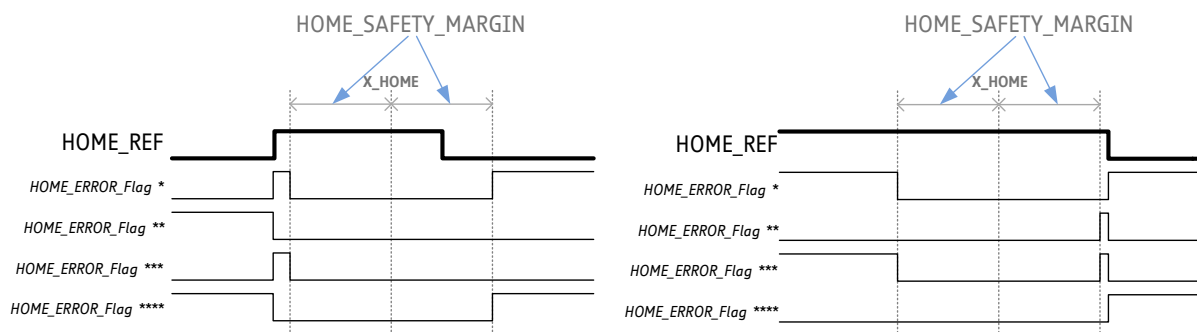 HOME_SAFETY_MARGIN
X_HOME
HOME_REF
HOME_ERROR_Flag *
HOME_ERROR_Flag **
HOME_ERROR_Flag ***
HOME_ERROR_Flag ****
HOME_SAFETY_MARGIN
X_HOME
HOME_REF
HOME_ERROR_Flag *
HOME_ERROR_Flag **
HOME_ERROR_Flag ***
HOME_ERROR_Flag ****